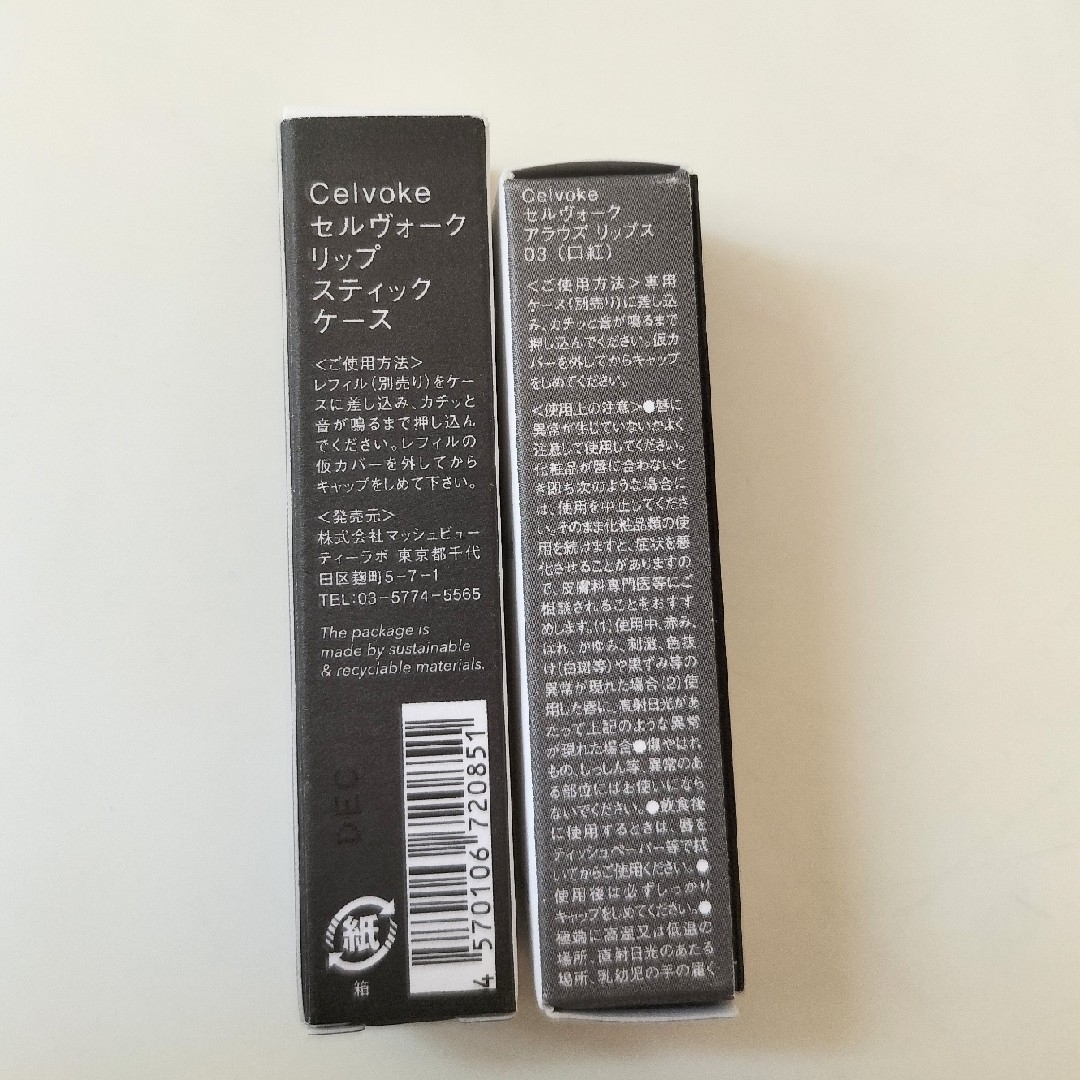 Celvoke
セルヴォーク
リップ
スティック
ケース
＜ご使用方法＞
レフィル(別売り)をケー
スに差し込み、カチッと
音が鳴るまで押し込ん
でください。レフィルの
仮カバーを外してから
キャップをしめて下さい。
＜発売元＞
株式会社マッシュビュー
ティーラボ 東京都千代
田区麹町5-7-1
TEL:03-5774-5565
The package is
made by sustainable
& recyclable materials.
DEC
4 570106 720851
紙
箱
Celvoke
セルヴォーク
アラウズ リップス
03 (口紅)
＜ご使用方法＞専用
ケース(別売り)に差し込
み、カチッと音が鳴るまで
押し込んでください。仮カ
バーを外してからキャップ
をしめてください。
＜使用上の注意＞●唇に
異常が生じていないかよく
注意して使用してください。
化粧品が唇に合わないと
き即ち次のような場合に
は、使用を中止してくださ
い。そのまま化粧品類の使
用を続けますと、症状を悪
化させることがありますの
で、皮膚科専門医等にご
相談されることをおすす
めします。(1)使用中、赤み、
はれ、かゆみ、刺激、色抜
け(白斑等)や黒ずみ等の
異常が現れた場合(2)使
用した唇に、直射日光があ
たって上記のような異常
が現れた場合●傷やはれ
もの、しっしん等、異常のあ
る部位にはお使いになら
ないでください。●飲食後
に使用するときは、唇を
ティッシュペーパー等で拭
いてからご使用ください。●
使用後は必ずしっかり
キャップをしめてください。●
極端に高温又は低温の
場所、直射日光のあたる
場所、乳幼児の手の届く